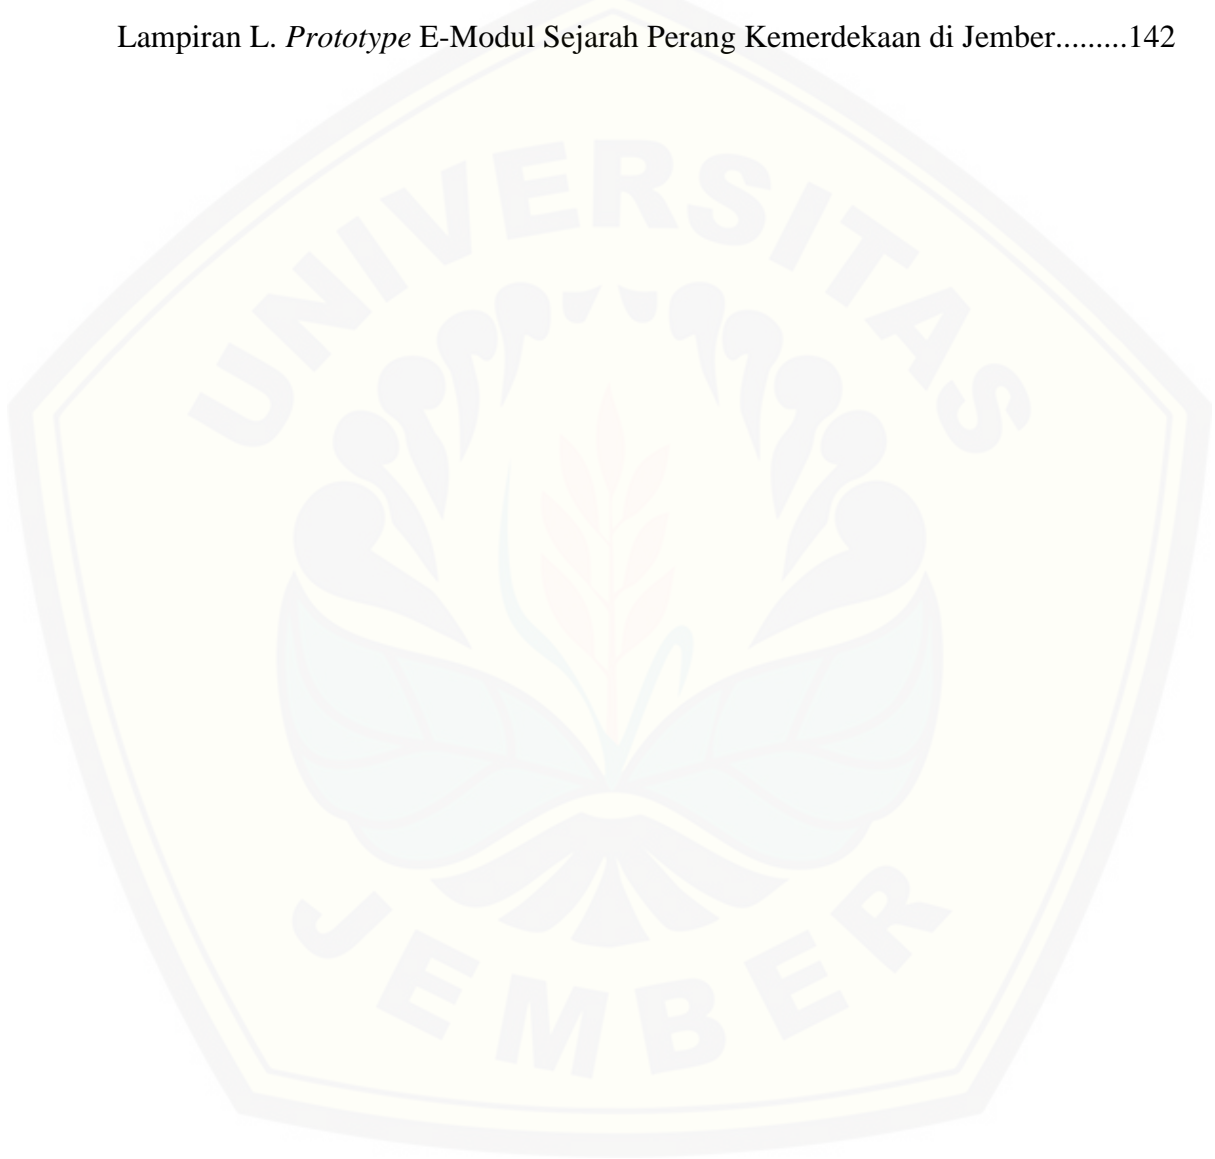 Lampiran L. Prototype E-Modul Sejarah Perang Kemerdekaan di Jember.........142
UNIVERSITAS
JEMBER